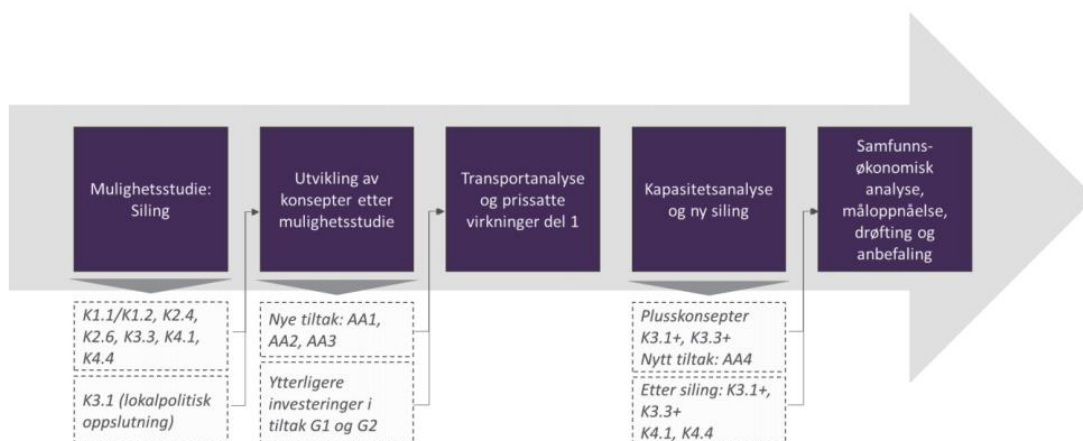 Mulighetsstudie:
Siling
Utvikling av
konsepter etter
mulighetsstudie
Transportanalyse
og prissatte
virkninger del 1
Kapasitetsanalyse
og ny siling
Samfunns-
økonomisk
analyse,
måloppnåelse,
drøfting og
anbefaling
K1.1/K1.2, K2.4,
K2.6, K3.3, K4.1,
K4.4
K3.1 (lokalpolitisk
oppslutning)
Nye tiltak: AA1,
AA2, AA3
Ytterligere
investeringer i
tiltak G1 og G2
Plusskonsepter
K3.1+, K3.3+
Nytt tiltak: AA4
Etter siling: K3.1+,
K3.3+
K4.1, K4.4